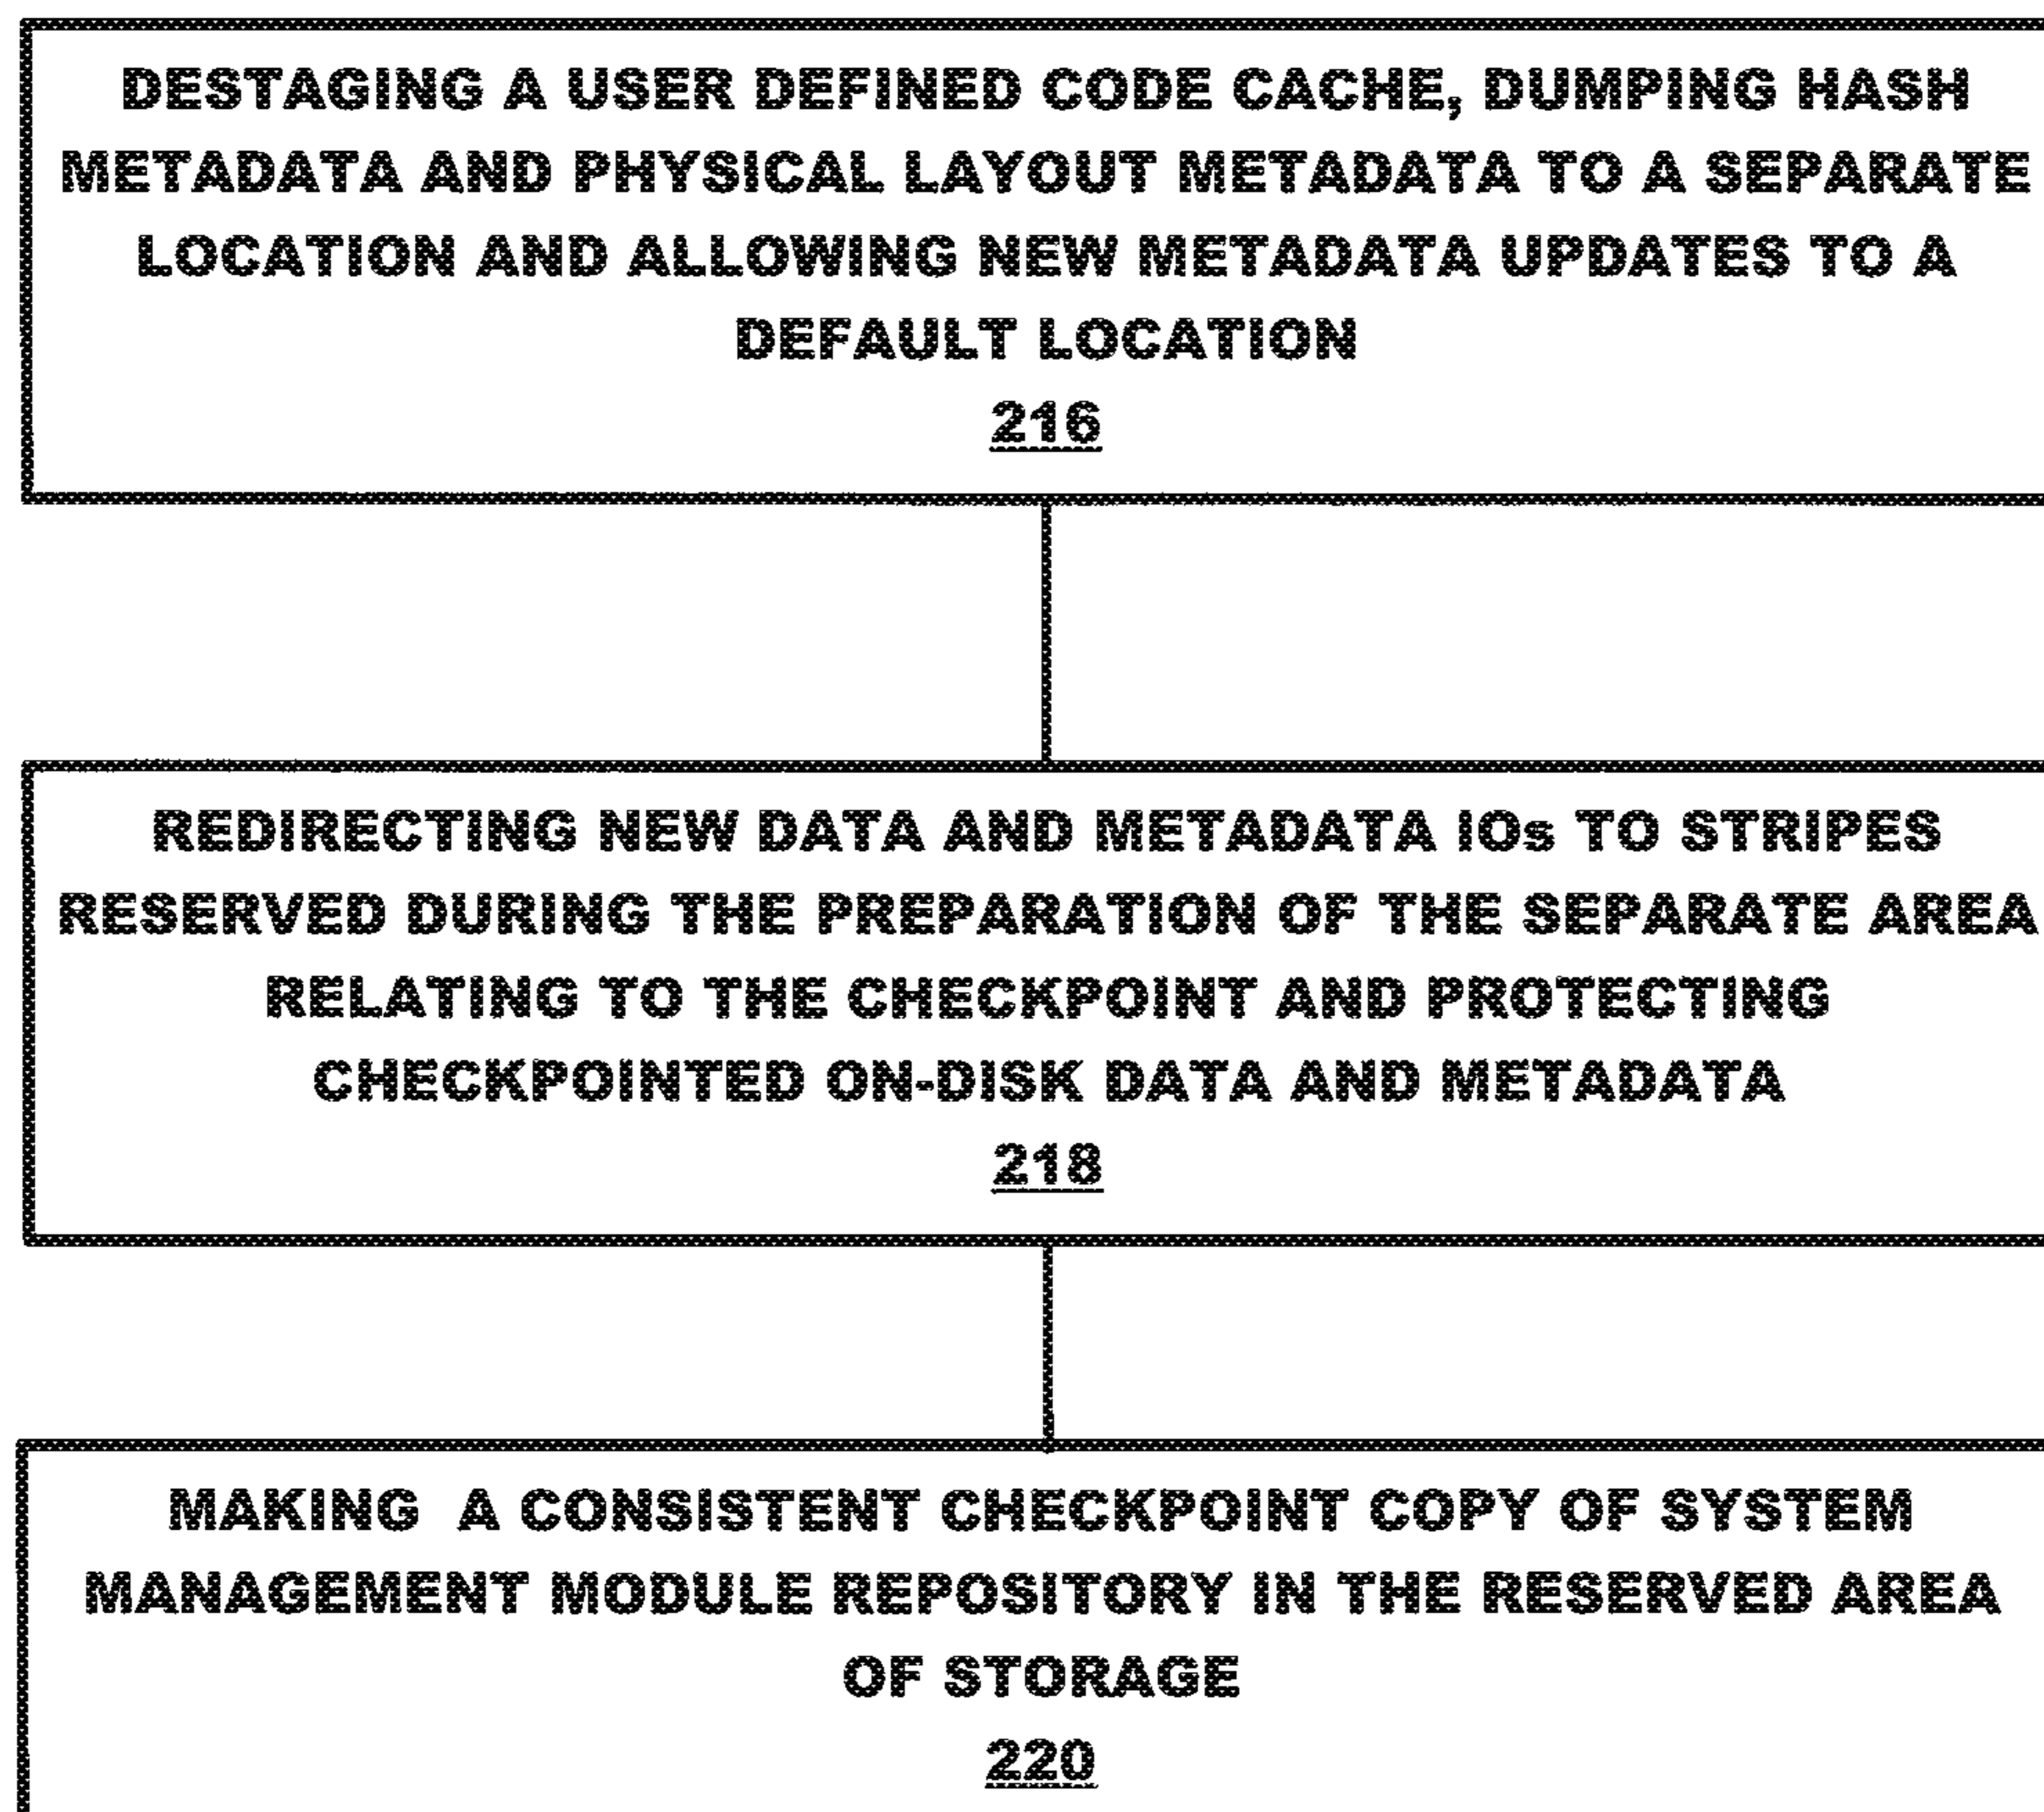 DESTAGING A USER DEFINED CODE CACHE, DUMPING HASH
METADATA AND PHYSICAL LAYOUT METADATA TO A SEPARATE
LOCATION AND ALLOWING NEW METADATA UPDATES TO A
DEFAULT LOCATION
216
REDIRECTING NEW DATA AND METADATA IOs TO STRIPES
RESERVED DURING THE PREPARATION OF THE SEPARATE AREA
RELATING TO THE CHECKPOINT AND PROTECTING
CHECKPOINTED ON-DISK DATA AND METADATA
218
MAKING A CONSISTENT CHECKPOINT COPY OF SYSTEM
MANAGEMENT MODULE REPOSITORY IN THE RESERVED AREA
OF STORAGE
220